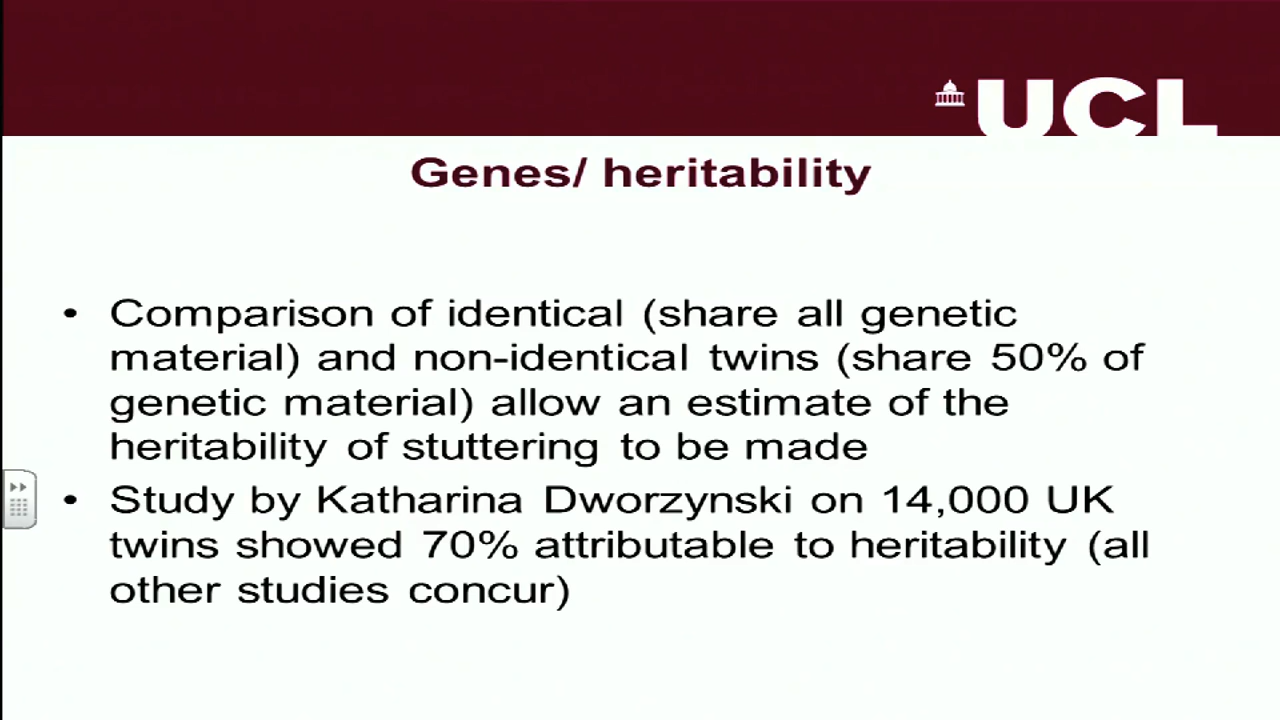 UCL
Genes/ heritability
• Comparison of identical (share all genetic
material) and non-identical twins (share 50% of
genetic material) allow an estimate of the
heritability of stuttering to be made
• Study by Katharina Dworzynski on 14,000 UK
twins showed 70% attributable to heritability (all
other studies concur)